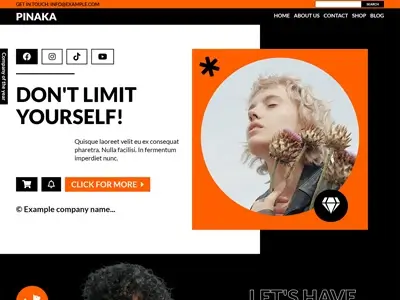 GET IN TOUCH: INFO@EXAMPLE.COM
SEARCH
PINAKA
HOME ABOUT US CONTACT SHOP BLOG
Company of the year
DON'T LIMIT
YOURSELF!
Quisque laoreet velit eu ex consequat
pharetra. Nulla facilisi. In fermentum
imperdiet nunc.
CLICK FOR MORE
© Example company name...
LET'S HAVE